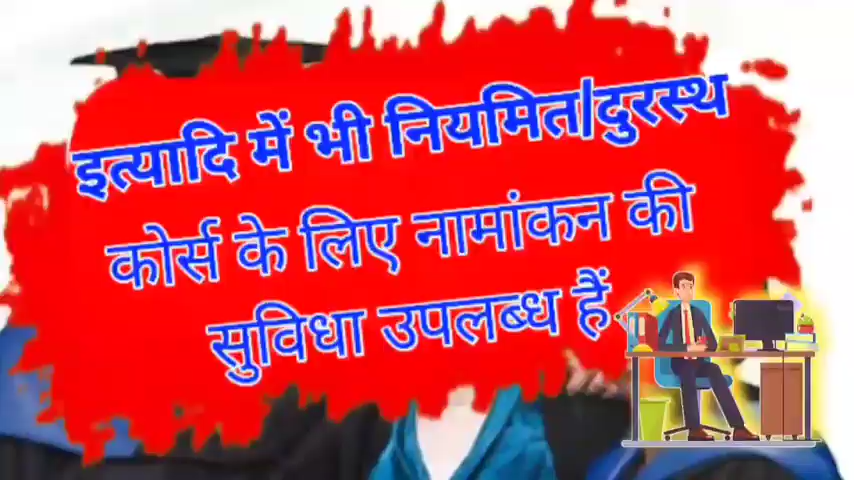 इत्यादि में भी नियमित|दुरस्थ
कोर्स के लिए नामांकन की
सुविधा उपलब्ध हैं